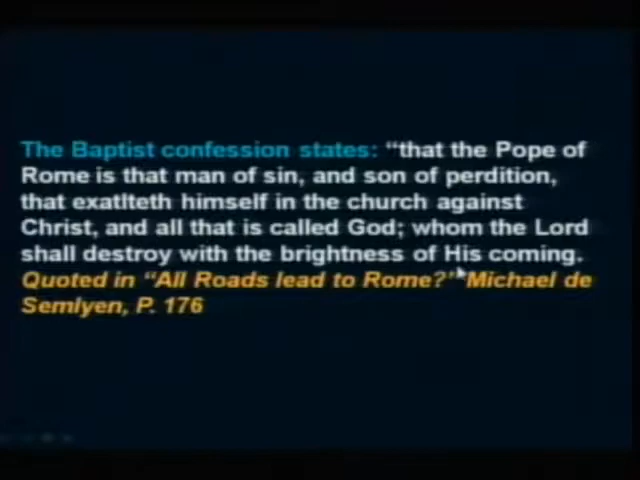 The Baptist confession states: “that the Pope of
Rome is that man of sin, and son of perdition,
that exatlteth himself in the church against
Christ, and all that is called God; whom the Lord
shall destroy with the brightness of His coming.
Quoted in “All Roads lead to Rome?” Michael de
Semlyen, P. 176